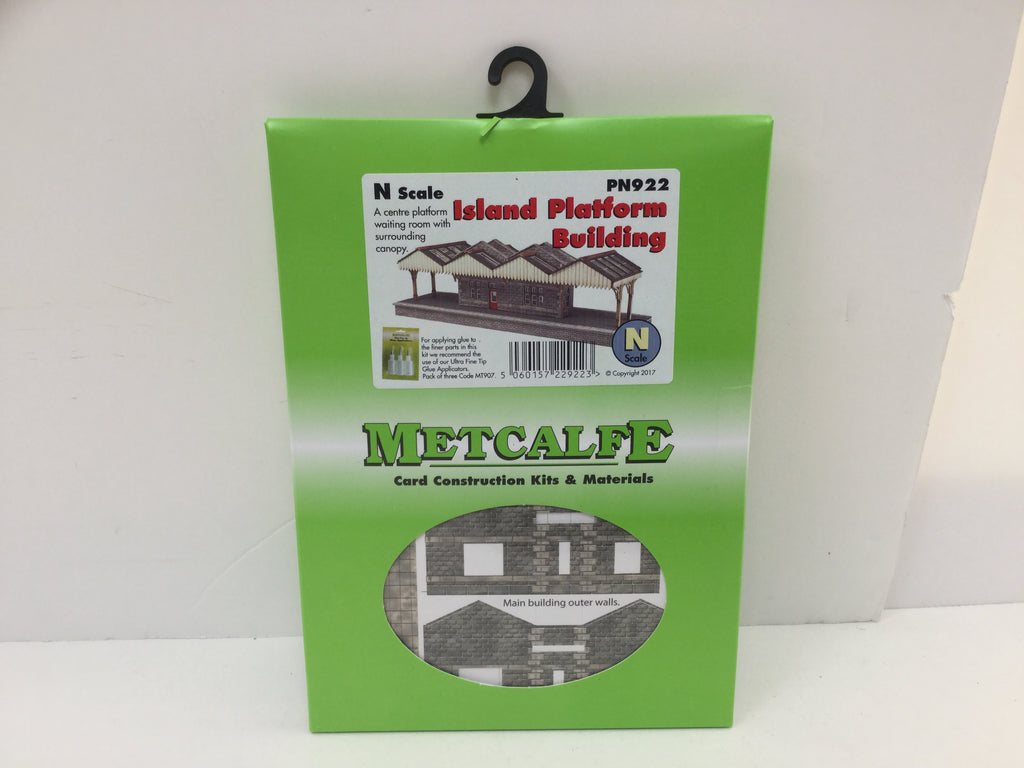 N Scale
PN922
A centre platform
waiting room with
surrounding
canopy.
Island Platform
Building
For applying glue to
the finer parts in this
kit we recommend the
use of our Ultra Fine Tip
Glue Applicators.
Pack of three Code MT907.
5 060157 229223 >
N
Scale
© Copyright 2017
METCALFE
Card Construction Kits & Materials
Main building outer walls.